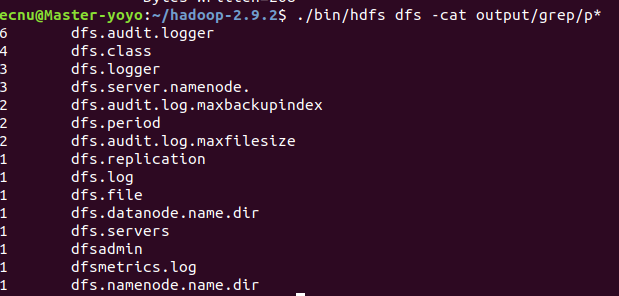 Bytes Written=268
ecnu@Master-yoyo:~/hadoop-2.9.2$ ./bin/hdfs dfs -cat output/grep/p*
6 dfs.audit.logger
4 dfs.class
3 dfs.logger
3 dfs.server.namenode.
2 dfs.audit.log.maxbackupindex
2 dfs.period
2 dfs.audit.log.maxfilesize
1 dfs.replication
1 dfs.log
1 dfs.file
1 dfs.datanode.name.dir
1 dfs.servers
1 dfsadmin
1 dfsmetrics.log
1 dfs.namenode.name.dir